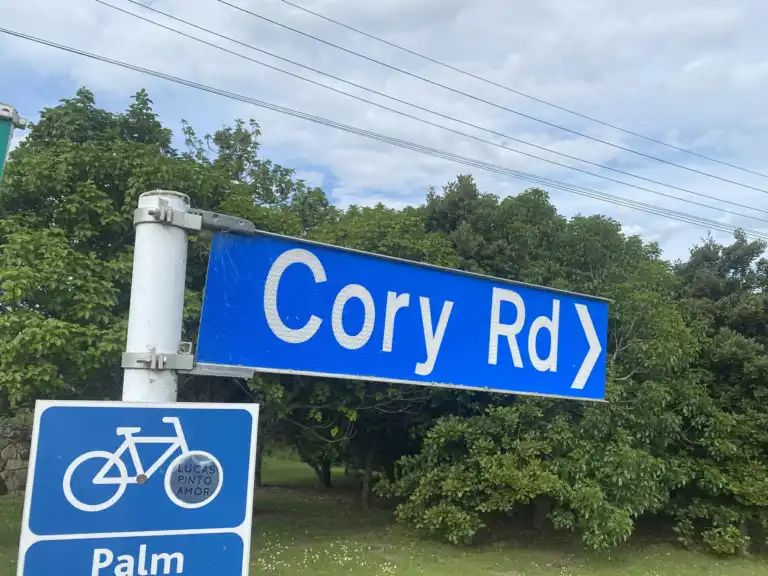 Cory Rd
LUCAS
PINTO
AMOR
Palm